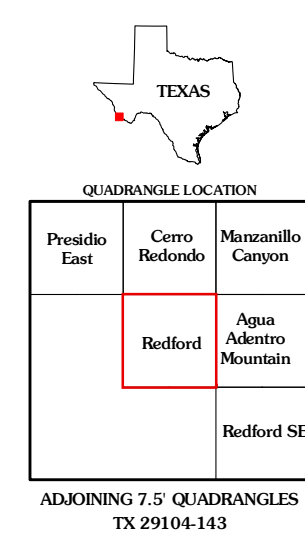 TEXAS
QUADRANGLE LOCATION
Presidio
East
Cerro
Redondo
Manzanillo
Canyon
Redford
Agua
Adentro
Mountain
Redford SE
ADJOINING 7.5' QUADRANGLES
TX 29104-143